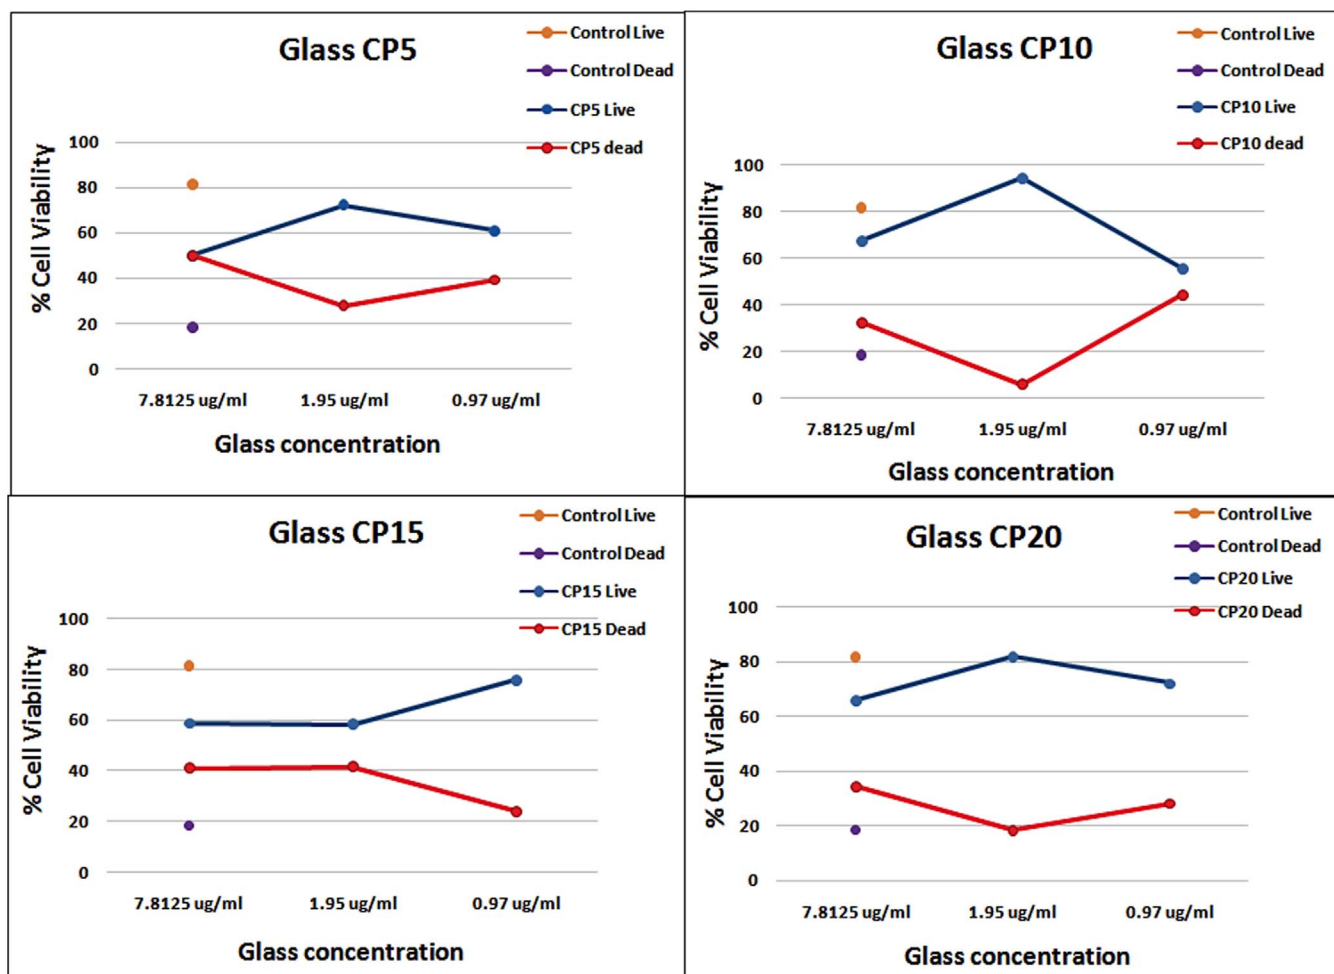 Glass CP5
Control Live
Control Dead
CP5 Live
CP5 dead
% Cell Viability
100
80
60
40
20
0
7.8125 ug/ml 1.95 ug/ml 0.97 ug/ml
Glass concentration
Glass CP10
Control Live
Control Dead
CP10 Live
CP10 dead
% Cell Viability
100
80
60
40
20
0
7.8125 ug/ml 1.95 ug/ml 0.97 ug/ml
Glass concentration
Glass CP15
Control Live
Control Dead
CP15 Live
CP15 Dead
% Cell Viability
100
80
60
40
20
0
7.8125 ug/ml 1.95 ug/ml 0.97 ug/ml
Glass concentration
Glass CP20
Control Live
Control Dead
CP20 Live
CP20 Dead
% Cell Viability
100
80
60
40
20
0
7.8125 ug/ml 1.95 ug/ml 0.97 ug/ml
Glass concentration